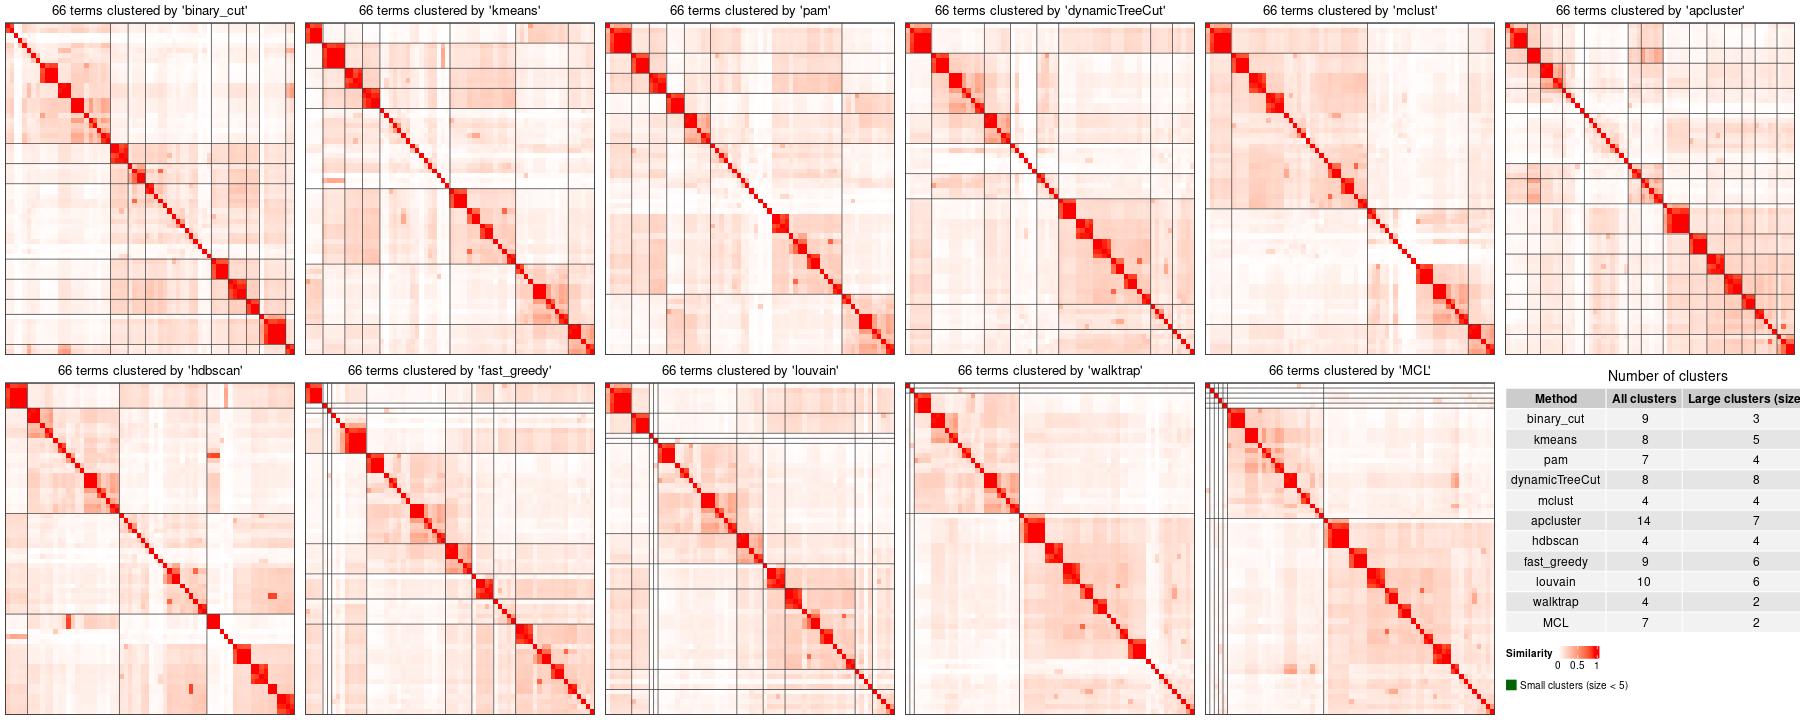 66 terms clustered by 'binary_cut'
66 terms clustered by 'kmeans'
66 terms clustered by 'pam'
66 terms clustered by 'dynamicTreeCut'
66 terms clustered by 'mclust'
66 terms clustered by 'apcluster'
66 terms clustered by 'hdbscan'
66 terms clustered by 'fast_greedy'
66 terms clustered by 'louvain'
66 terms clustered by 'walktrap'
66 terms clustered by 'MCL'
Number of clusters
Method All clusters Large clusters (size
binary_cut 9 3
kmeans 8 5
pam 7 4
dynamicTreeCut 8 8
mclust 4 4
apcluster 14 7
hdbscan 4 4
fast_greedy 9 6
louvain 10 6
walktrap 4 2
MCL 7 2
Similarity
0 0.5 1
Small clusters (size < 5)